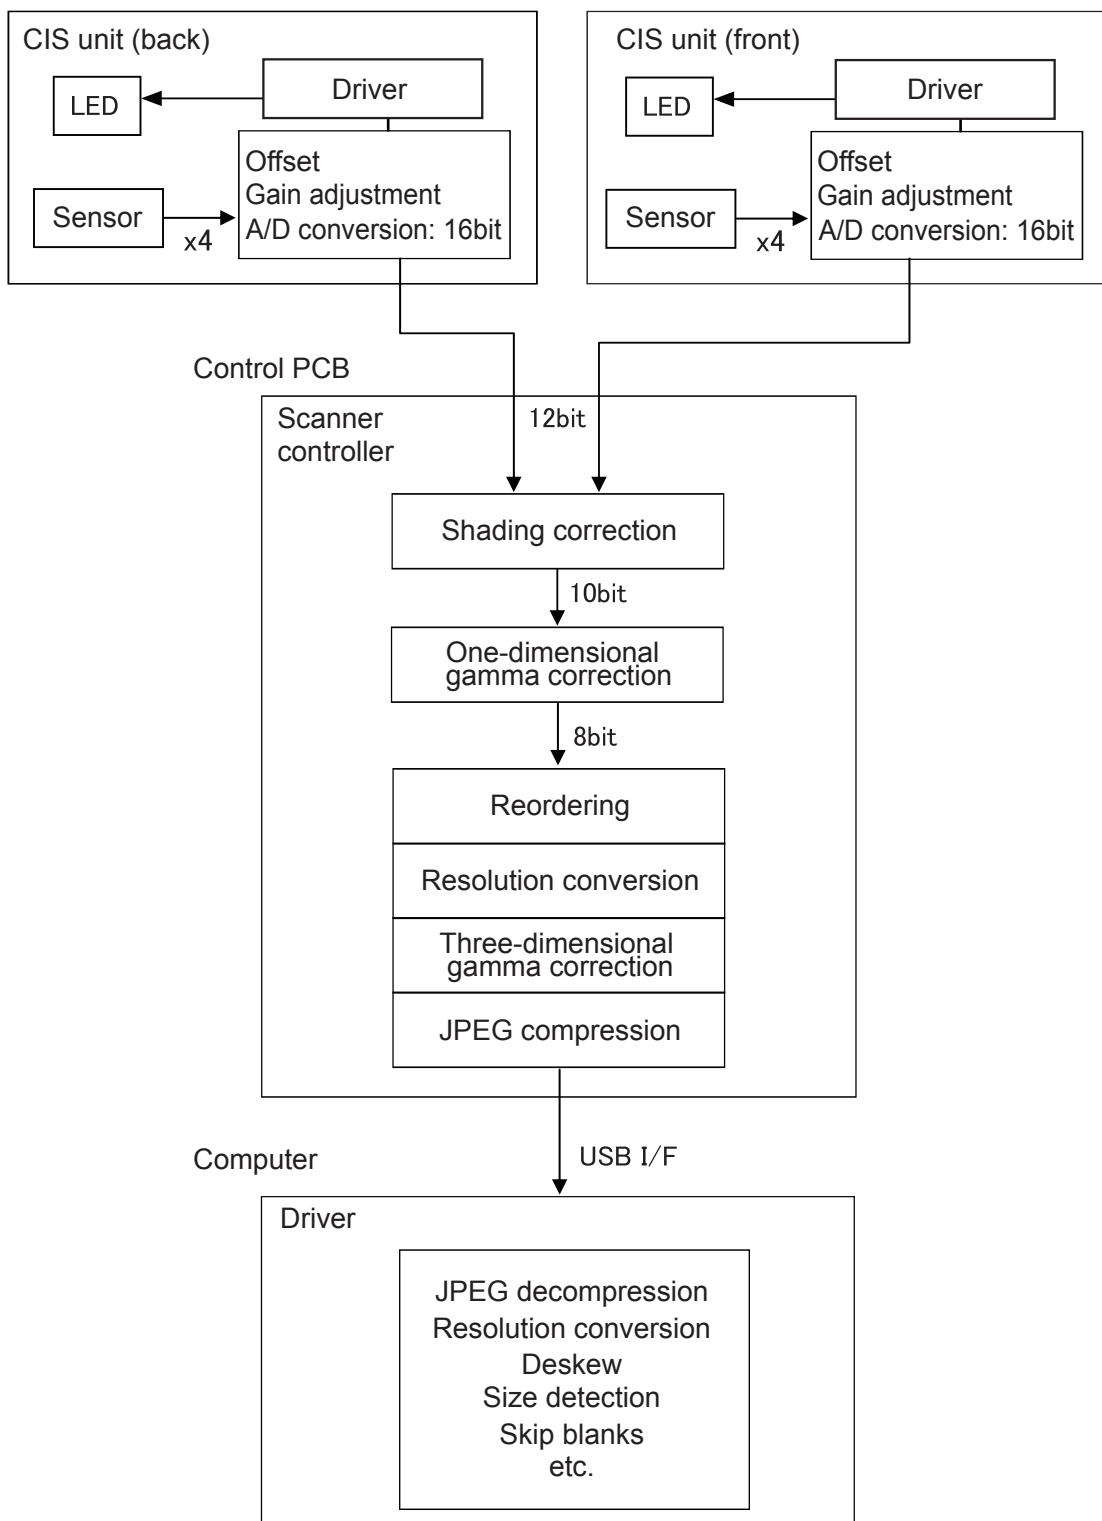 CIS unit (back)
LED
Driver
Offset
Gain adjustment
A/D conversion: 16bit
Sensor
x4
CIS unit (front)
LED
Driver
Offset
Gain adjustment
A/D conversion: 16bit
Sensor
x4
Control PCB
Scanner
controller
12bit
Shading correction
10bit
One-dimensional
gamma correction
8bit
Reordering
Resolution conversion
Three-dimensional
gamma correction
JPEG compression
USB I/F
Computer
Driver
JPEG decompression
Resolution conversion
Deskew
Size detection
Skip blanks
etc.